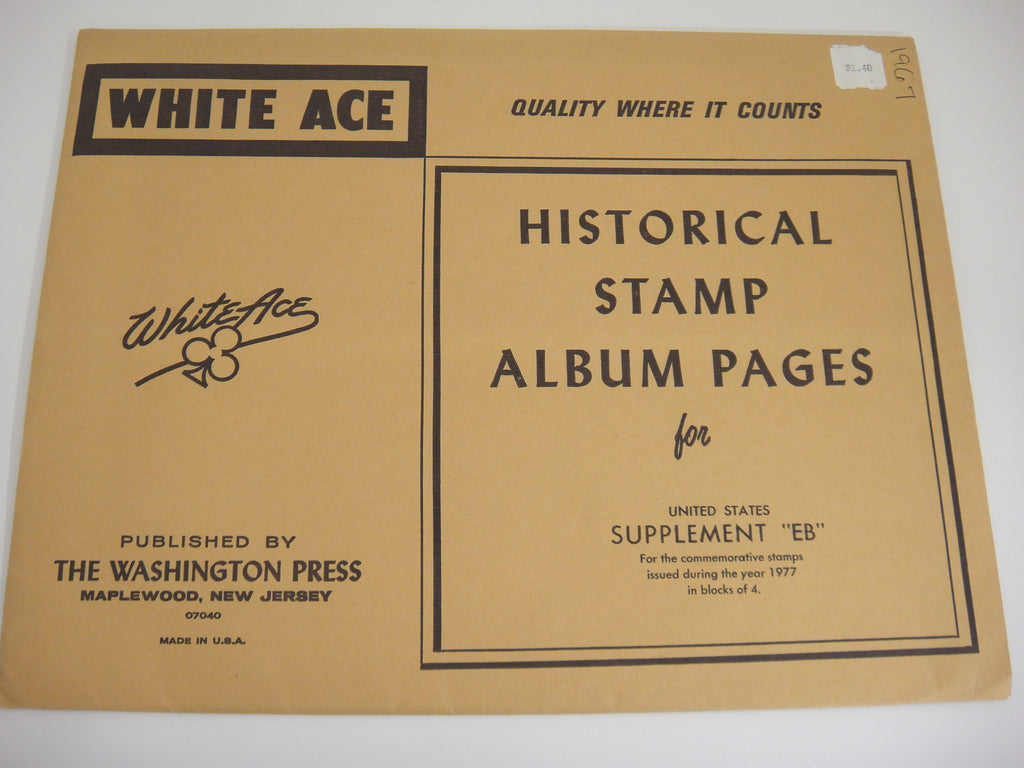 WHITE ACE
QUALITY WHERE IT COUNTS
$1.40
1967
HISTORICAL
STAMP
ALBUM PAGES
for
UNITED STATES
SUPPLEMENT "EB"
For the commemorative stamps
issued during the year 1977
in blocks of 4.
White Ace
PUBLISHED BY
THE WASHINGTON PRESS
MAPLEWOOD, NEW JERSEY
07040
MADE IN U.S.A.